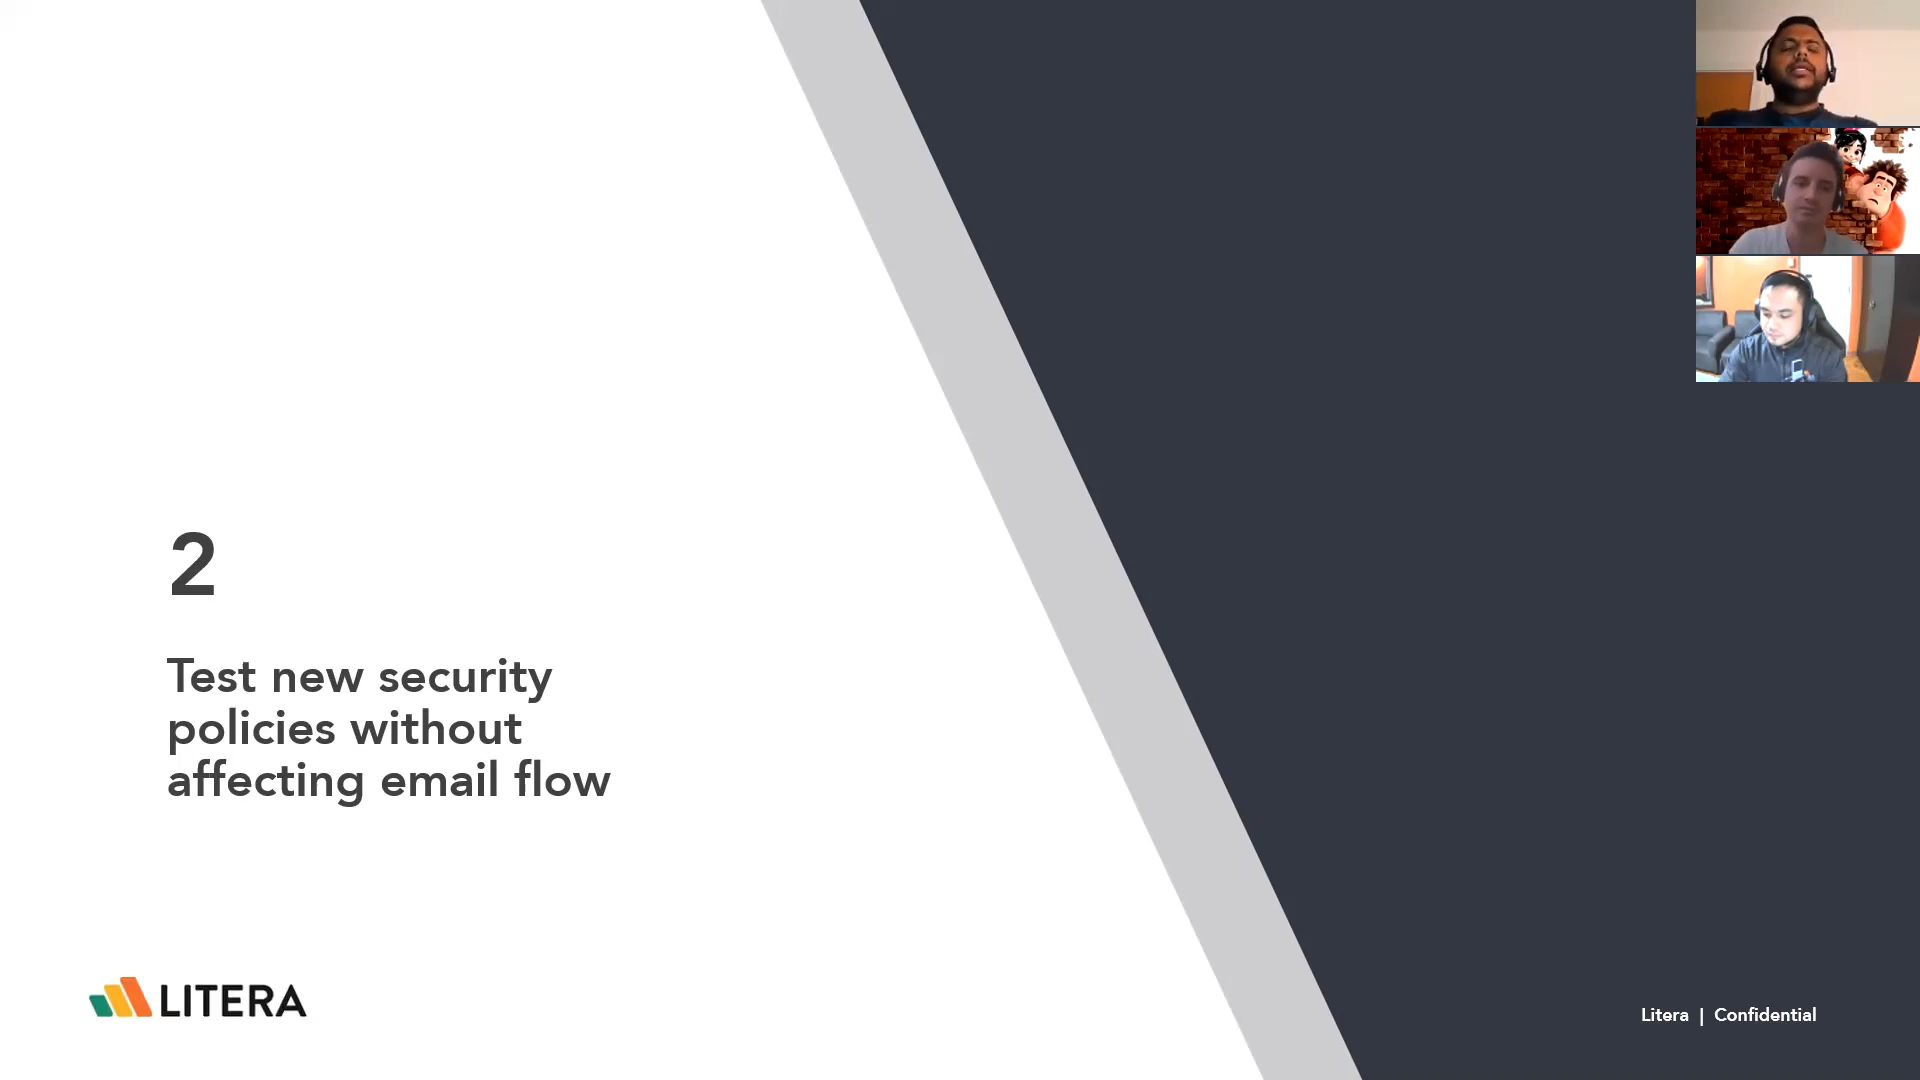 2
Test new security
policies without
affecting email flow
LITERA
Litera | Confidential